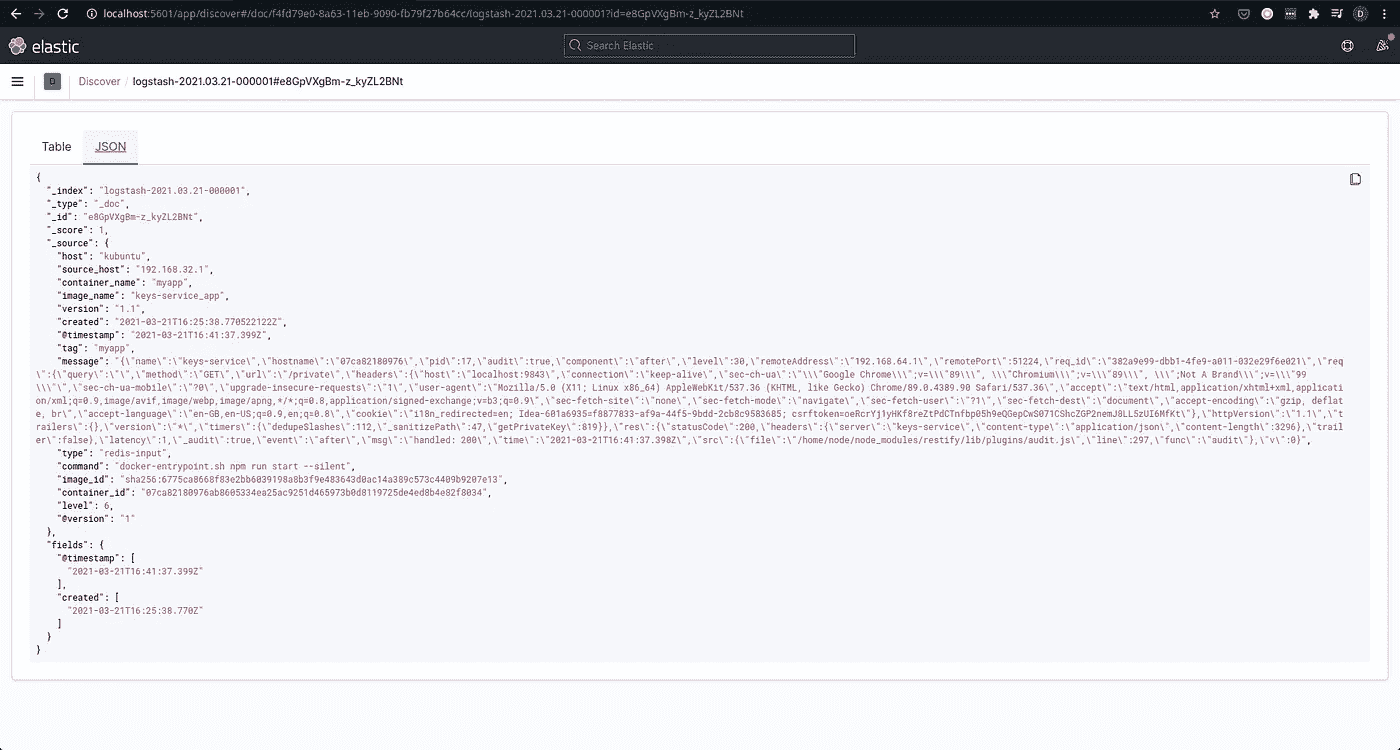 localhost:5601/app/discover#/doc/f4fd79e0-8a63-11eb-9090-fb79f27b64cc/logstash-2021.03.21-000001?id=e8GpVXgBm-z_kyZL2BNt
D
elastic
Search Elastic
D
Discover / logstash-2021.03.21-000001#e8GpVXgBm-z_kyZL2BNt
Table JSON
{
"_index": "logstash-2021.03.21-000001",
"_type": "_doc",
"_id": "e8GpVXgBm-z_kyZL2BNt",
"_score": 1,
"_source": {
"host": "kubuntu",
"source_host": "192.168.32.1",
"container_name": "myapp",
"image_name": "keys-service_app",
"version": "1.1",
"created": "2021-03-21T16:25:38.770522122Z",
"@timestamp": "2021-03-21T16:41:37.399Z",
"tag": "myapp",
"message": "{\"name\":\"keys-service\",\"hostname\":\"07ca82180976\",\"pid\":17,\"audit\":true,\"component\":\"after\",\"level\":30,\"remoteAddress\":\"192.168.64.1\",\"remotePort\":51224,\"req_id\":\"382a9e99-dbb1-4fe9-a011-032e29f6e021\",\"req
\":{\"query\":\"\",\"method\":\"GET\",\"url\":\"/private\",\"headers\":{\"host\":\"localhost:9843\",\"connection\":\"keep-alive\",\"sec-ch-ua\":\"\\\"Google Chrome\\\";v=\\\"89\\\", \\\"Chromium\\\";v=\\\"89\\\", \\\";Not A Brand\\\";v=\\\"99
\\\"\",\"sec-ch-ua-mobile\":\"?0\",\"upgrade-insecure-requests\":\"1\",\"user-agent\":\"Mozilla/5.0 (X11; Linux x86_64) AppleWebKit/537.36 (KHTML, like Gecko) Chrome/89.0.4389.90 Safari/537.36\",\"accept\":\"text/html,application/xhtml+xml,applicati
on/xml;q=0.9,image/avif,image/webp,image/apng,*/*;q=0.8,application/signed-exchange;v=b3;q=0.9\",\"sec-fetch-site\":\"none\",\"sec-fetch-mode\":\"navigate\",\"sec-fetch-user\":\"?1\",\"sec-fetch-dest\":\"document\",\"accept-encoding\":\"gzip, deflat
e, br\",\"accept-language\":\"en-GB,en-US;q=0.9,en;q=0.8\",\"cookie\":\"i18n_redirected=en; Idea-601a6935=f8877833-af9a-44f5-9bdd-2cb8c9583685; csrftoken=oeRcrYj1yHKf8reZtPdCTnfbp05h9eQGepCWS071CShcZGP2nemJ8LL5zUI6MfKt\"},\"httpVersion\":\"1.1\",\"t
railers\":{},\"version\":\"*\",\"timers\":{\"dedupeSlashes\":112,\"_sanitizePath\":47,\"getPrivateKey\":819}},\"res\":{\"statusCode\":200,\"headers\":{\"server\":\"keys-service\",\"content-type\":\"application/json\",\"content-length\":3296},\"trail
er\":false},\"latency\":1,\"_audit\":true,\"event\":\"after\",\"msg\":\"handled: 200\",\"time\":\"2021-03-21T16:41:37.398Z\",\"src\":{\"file\":\"/home/node/node_modules/restify/lib/plugins/audit.js\",\"line\":297,\"func\":\"audit\"},\"v\":0}",
"type": "redis-input",
"command": "docker-entrypoint.sh npm run start --silent",
"image_id": "sha256:6775ca8668f83e2bb6039198a8b3f9e483643d0ac14a389c573c4409b9207e13",
"container_id": "07ca82180976ab8605334ea25ac9251d465973b0d8119725de4ed8b4e82f8034",
"level": 6,
"@version": "1"
},
"fields": {
"@timestamp": [
"2021-03-21T16:41:37.399Z"
],
"created": [
"2021-03-21T16:25:38.770Z"
]
}
}